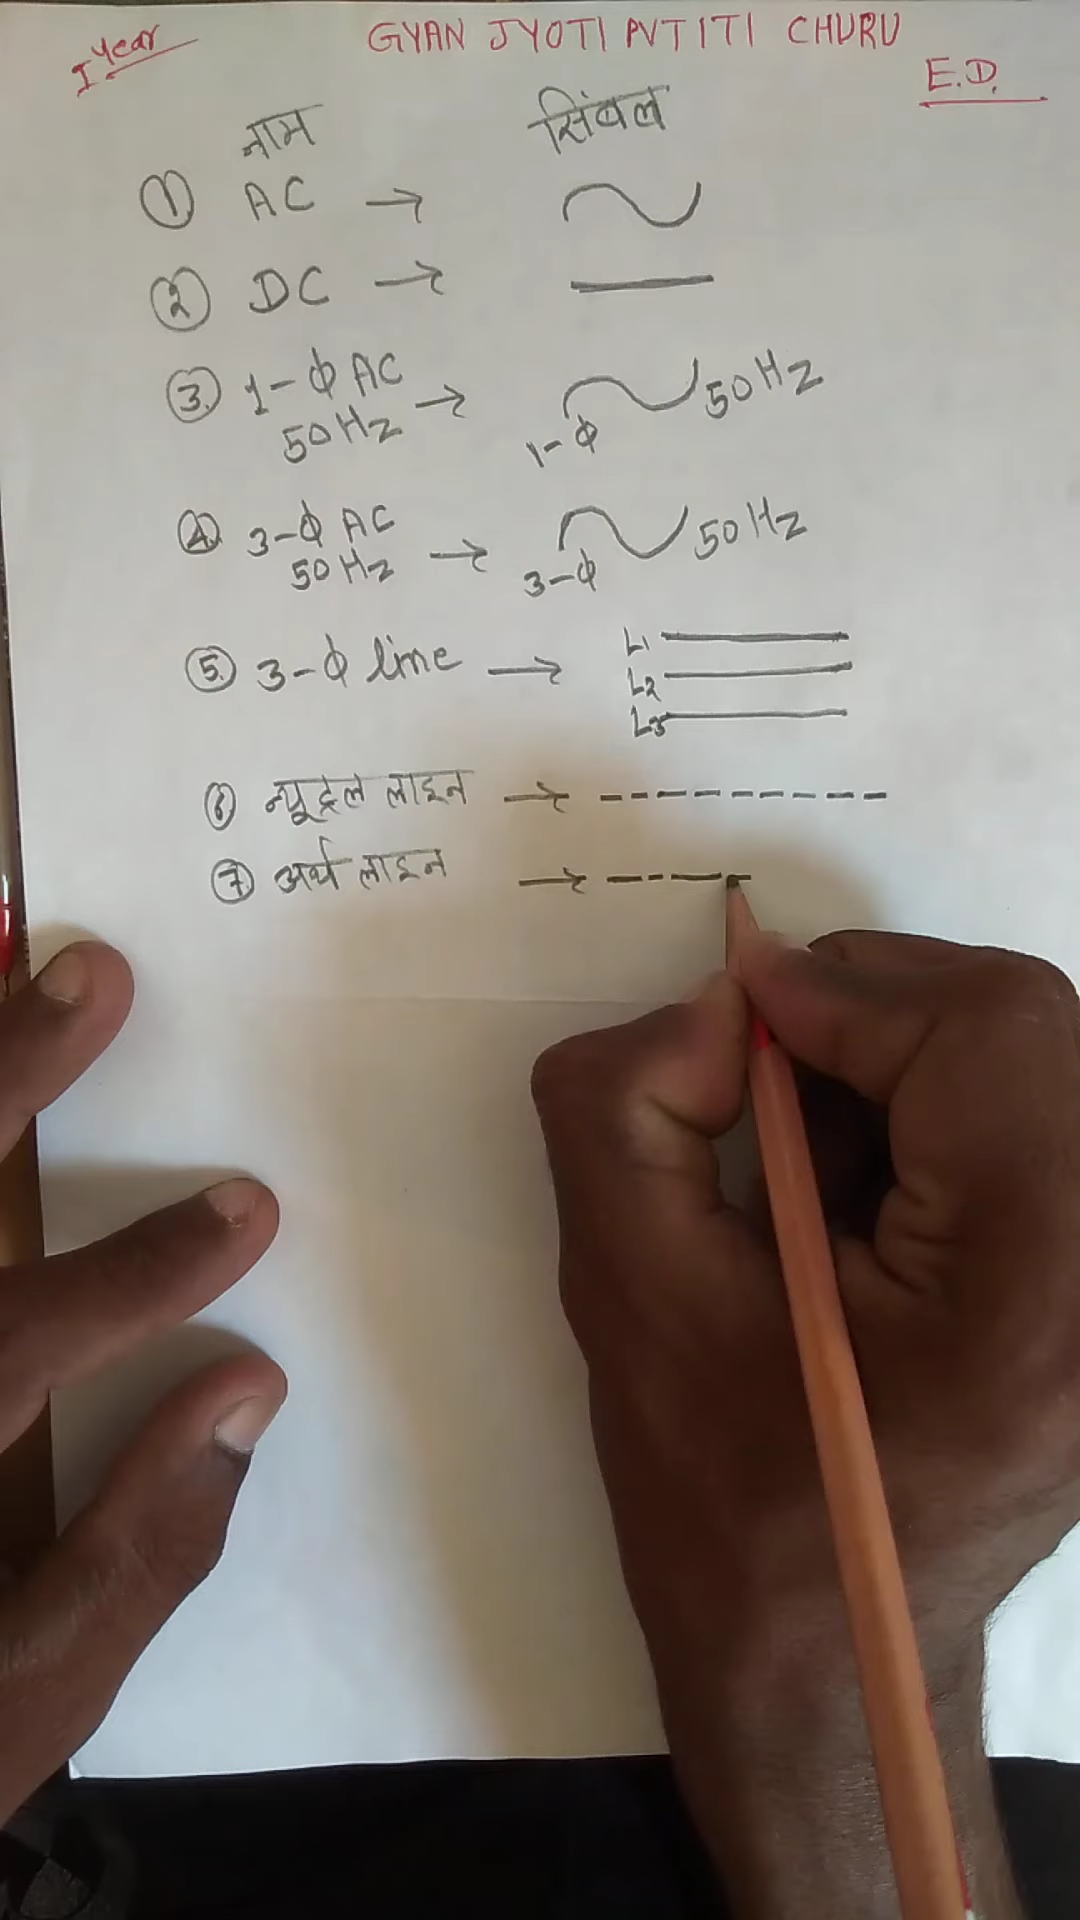 I Year
GYAN JYOTI PVT ITI CHURU
E.D.
नाम सिंबल
1 AC →
2 DC →
3. 1-ϕ AC 50 Hz → 1-ϕ 50 Hz
4. 3-ϕ AC 50 Hz → 3-ϕ 50 Hz
5. 3-ϕ line → L1
L2
L3
6 न्यूट्रल लाइन →
7. अर्थ लाइन →